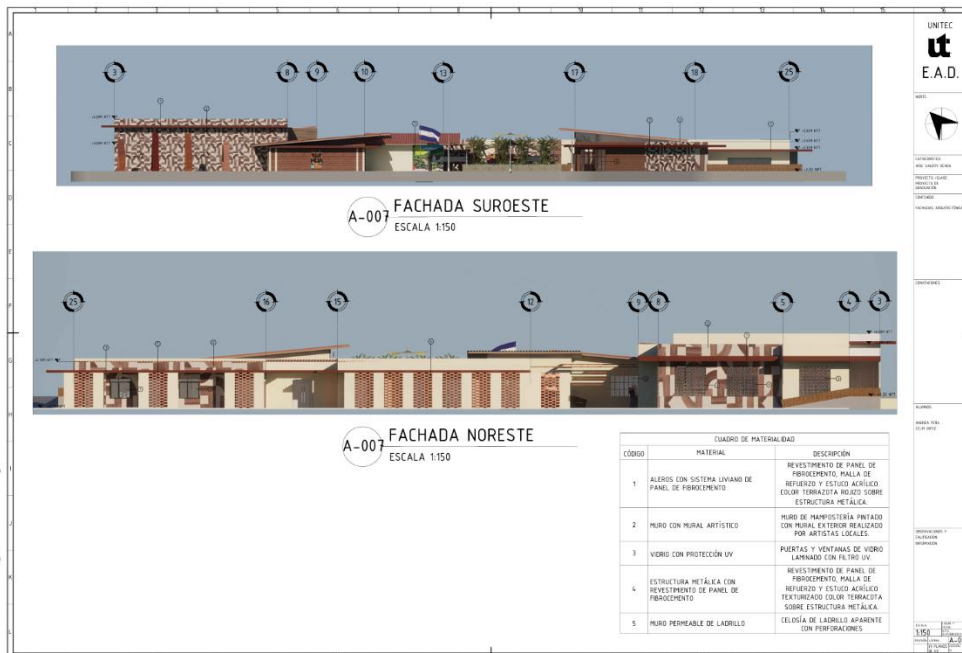 UNITEC
ut
E.A.D.
NORTE:
3
8
9
10
13
17
18
25
A-007
FACHADA SUROESTE
ESCALA 1:150
25
16
15
12
9
8
5
4
3
A-007
FACHADA NORESTE
ESCALA 1:150
CUADRO DE MATERIALIDAD
CÓDIGO
MATERIAL
DESCRIPCIÓN
1
ALEROS CON SISTEMA LIVIANO DE
PANEL DE FIBROCEMENTO
REVESTIMIENTO DE PANEL DE
FIBROCEMENTO, MALLA DE
REFUERZO Y ESTUCO ACRÍLICO
COLOR TERRAZOTA ROJIZO SOBRE
ESTRUCTURA METÁLICA.
2
MURO CON MURAL ARTÍSTICO
MURO DE MAMPOSTERÍA PINTADO
CON MURAL EXTERIOR REALIZADO
POR ARTISTAS LOCALES.
3
VIDRIO CON PROTECCIÓN UV
PUERTAS Y VENTANAS DE VIDRIO
LAMINADO CON FILTRO UV.
4
ESTRUCTURA METÁLICA CON
REVESTIMIENTO DE PANEL DE
FIBROCEMENTO
REVESTIMIENTO DE PANEL DE
FIBROCEMENTO, MALLA DE
REFUERZO Y ESTUCO ACRÍLICO
TEXTURIZADO COLOR TERRACOTA
SOBRE ESTRUCTURA METÁLICA
5
MURO PERMEABLE DE LADRILLO
CELOSÍA DE LADRILLO APARENTE
CON PERFORACIONES
CONTENIDO:
CONVENCIONES:
1:150